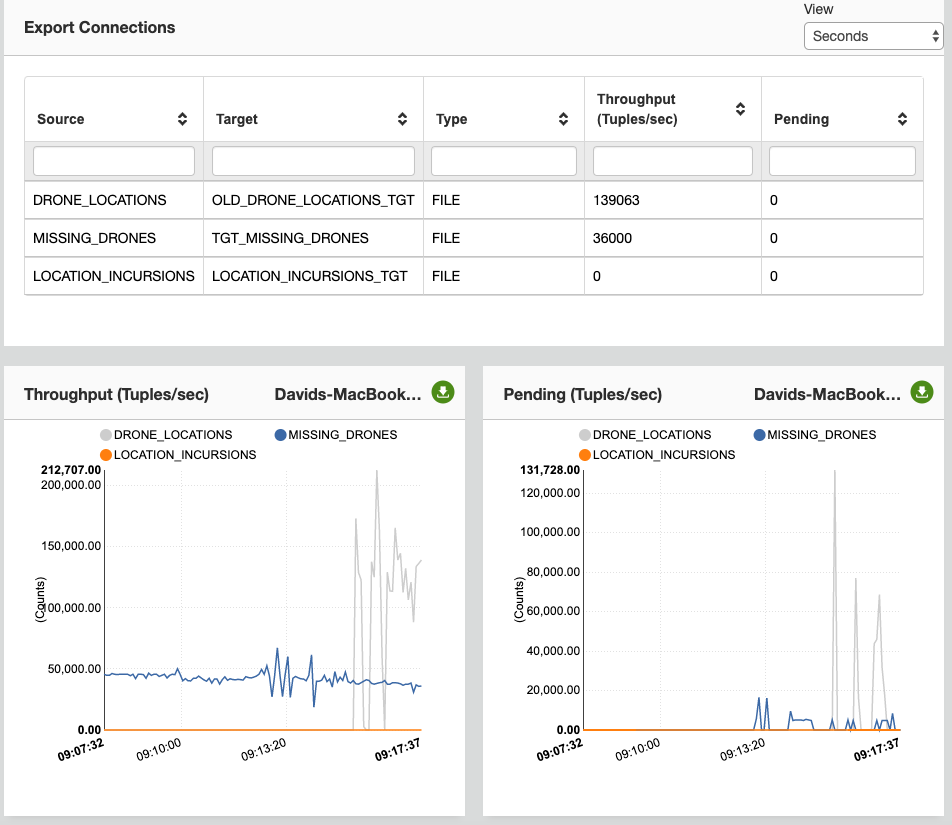 View
Export Connections
Seconds
Source Target Type Throughput (Tuples/sec) Pending
DRONE_LOCATIONS OLD_DRONE_LOCATIONS_TGT FILE 139063 0
MISSING_DRONES TGT_MISSING_DRONES FILE 36000 0
LOCATION_INCURSIONS LOCATION_INCURSIONS_TGT FILE 0 0
Throughput (Tuples/sec) Davids-MacBook...
DRONE_LOCATIONS MISSING_DRONES
LOCATION_INCURSIONS
212,707.00
200,000.00
150,000.00
100,000.00
50,000.00
0.00
(Counts)
09:07:32 09:10:00 09:13:20 09:17:37
Pending (Tuples/sec) Davids-MacBook...
DRONE_LOCATIONS MISSING_DRONES
LOCATION_INCURSIONS
131,728.00
120,000.00
100,000.00
80,000.00
60,000.00
40,000.00
20,000.00
0.00
(Counts)
09:07:32 09:10:00 09:13:20 09:17:37